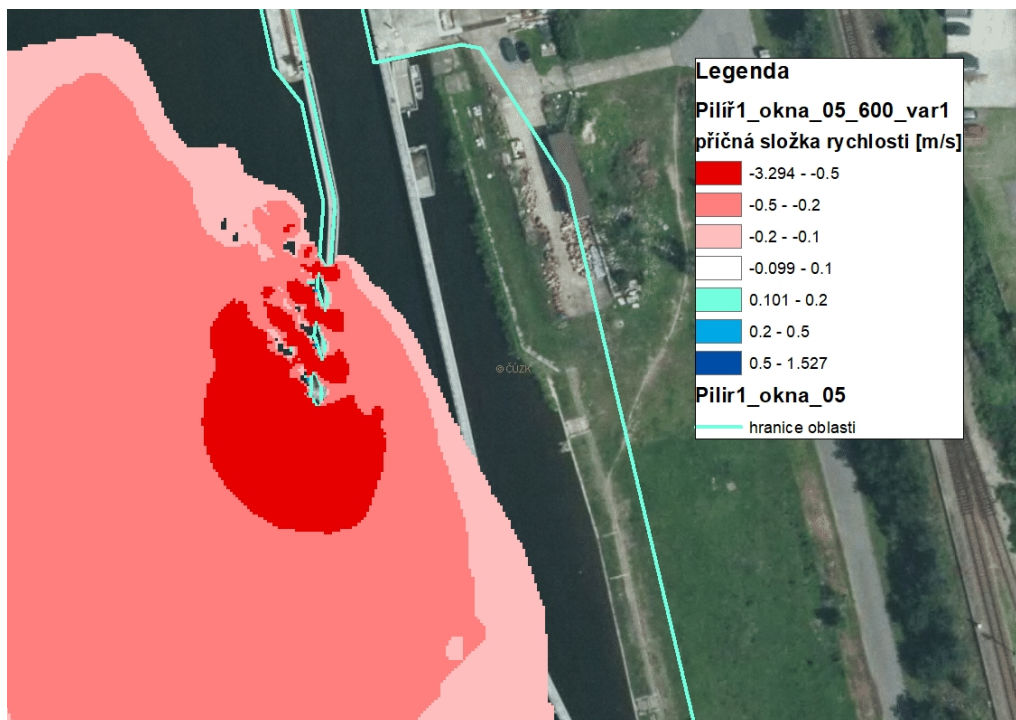 Legenda
Pilíř1_okna_05_600_var1
příčná složka rychlosti [m/s]
-3.294 - -0.5
-0.5 - -0.2
-0.2 - -0.1
-0.099 - 0.1
0.101 - 0.2
0.2 - 0.5
0.5 - 1.527
Pilir1_okna_05
hranice oblasti
© ČÚZK